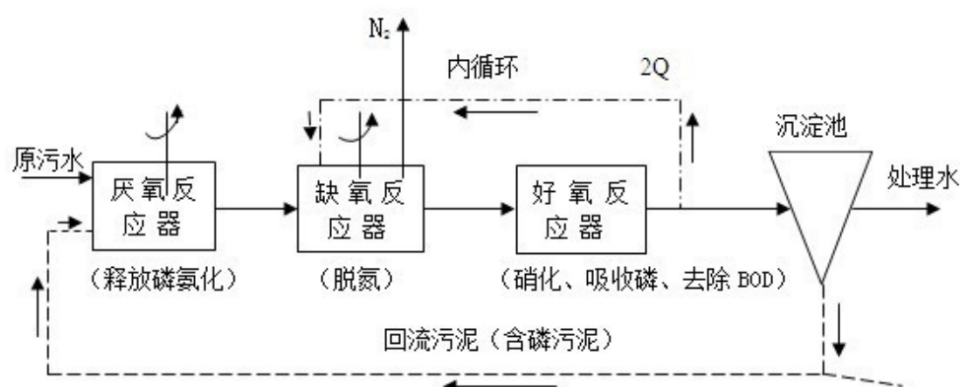 N₂
内循环
2Q
沉淀池
原污水
厌氧反
应器
缺氧反
应器
好氧反
应器
处理水
（释放磷氨化）
（脱氮）
（硝化、吸收磷、去除 BOD）
回流污泥（含磷污泥）